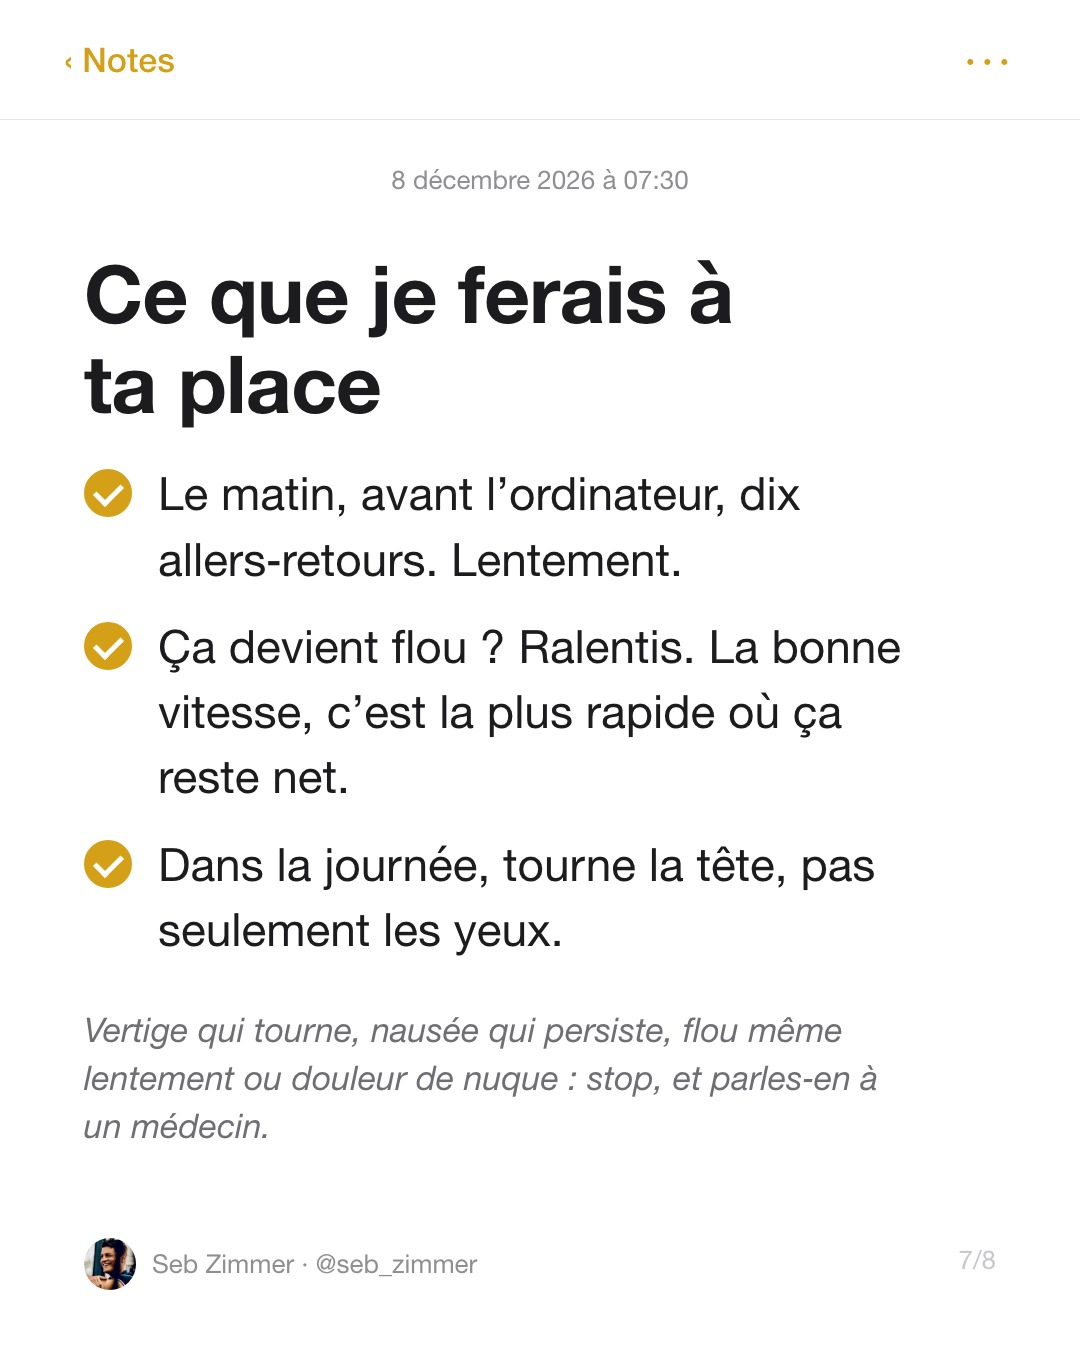 ‹ Notes
8 décembre 2026 à 07:30
Ce que je ferais à
ta place
Le matin, avant l’ordinateur, dix
allers-retours. Lentement.
Ça devient flou ? Ralentis. La bonne
vitesse, c’est la plus rapide où ça
reste net.
Dans la journée, tourne la tête, pas
seulement les yeux.
Vertige qui tourne, nausée qui persiste, flou même
lentement ou douleur de nuque : stop, et parles-en à
un médecin.
Seb Zimmer · @seb_zimmer
7/8